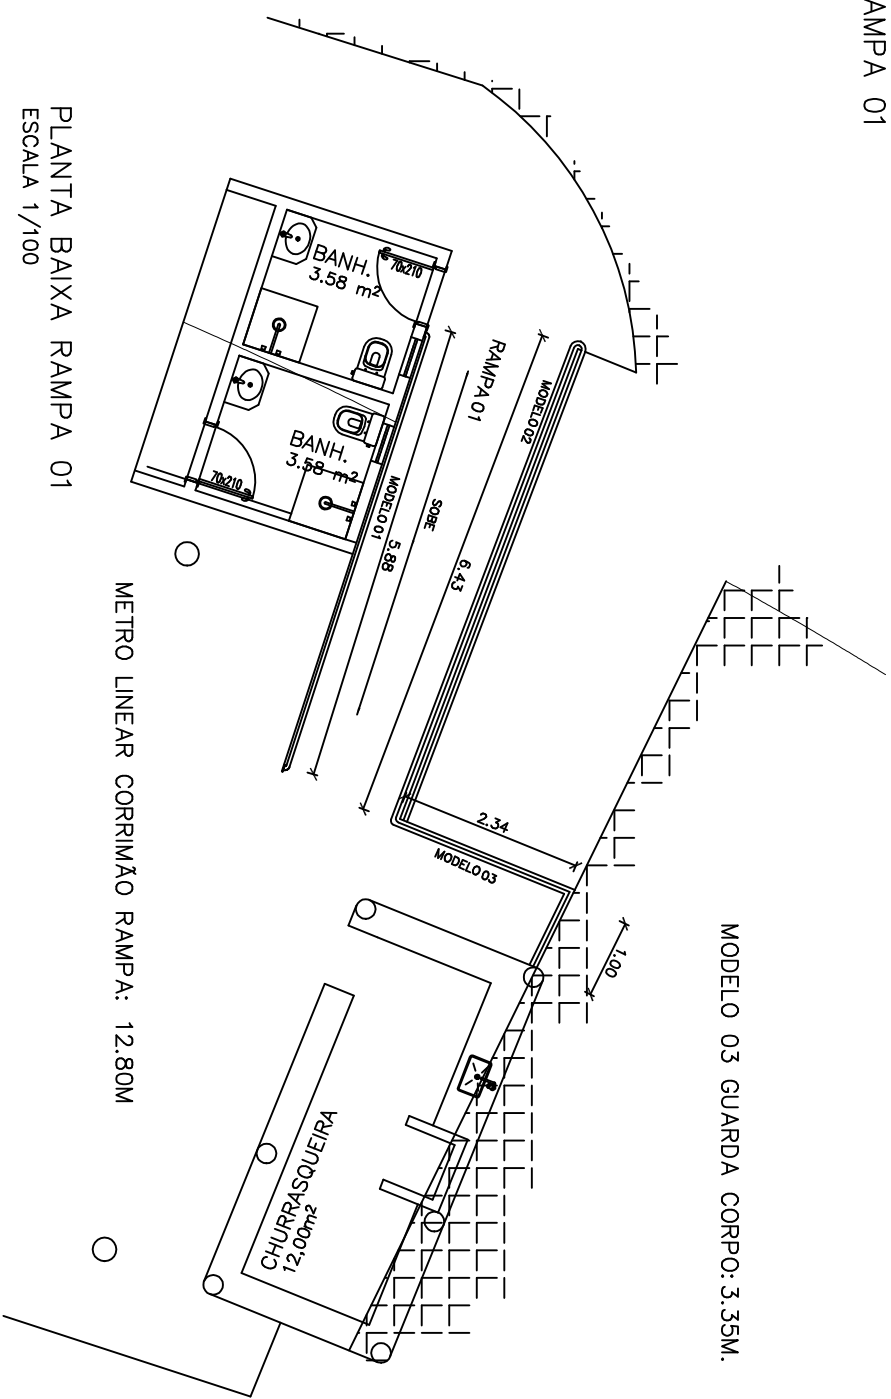 AMPA 01
PLANTA BAIXA RAMPA 01
ESCALA 1/100
BANH.
3.58 m²
70x210
BANH.
3.58 m²
70x210
RAMPA 01
MODELO 02
MODELO 01
5.88
SOBE
6.43
2.34
MODELO 03
1.00
METRO LINEAR CORRIMÃO RAMPA: 12.80M
MODELO 03 GUARDA CORPO: 3.35M.
CHURRASQUEIRA
12,00m²